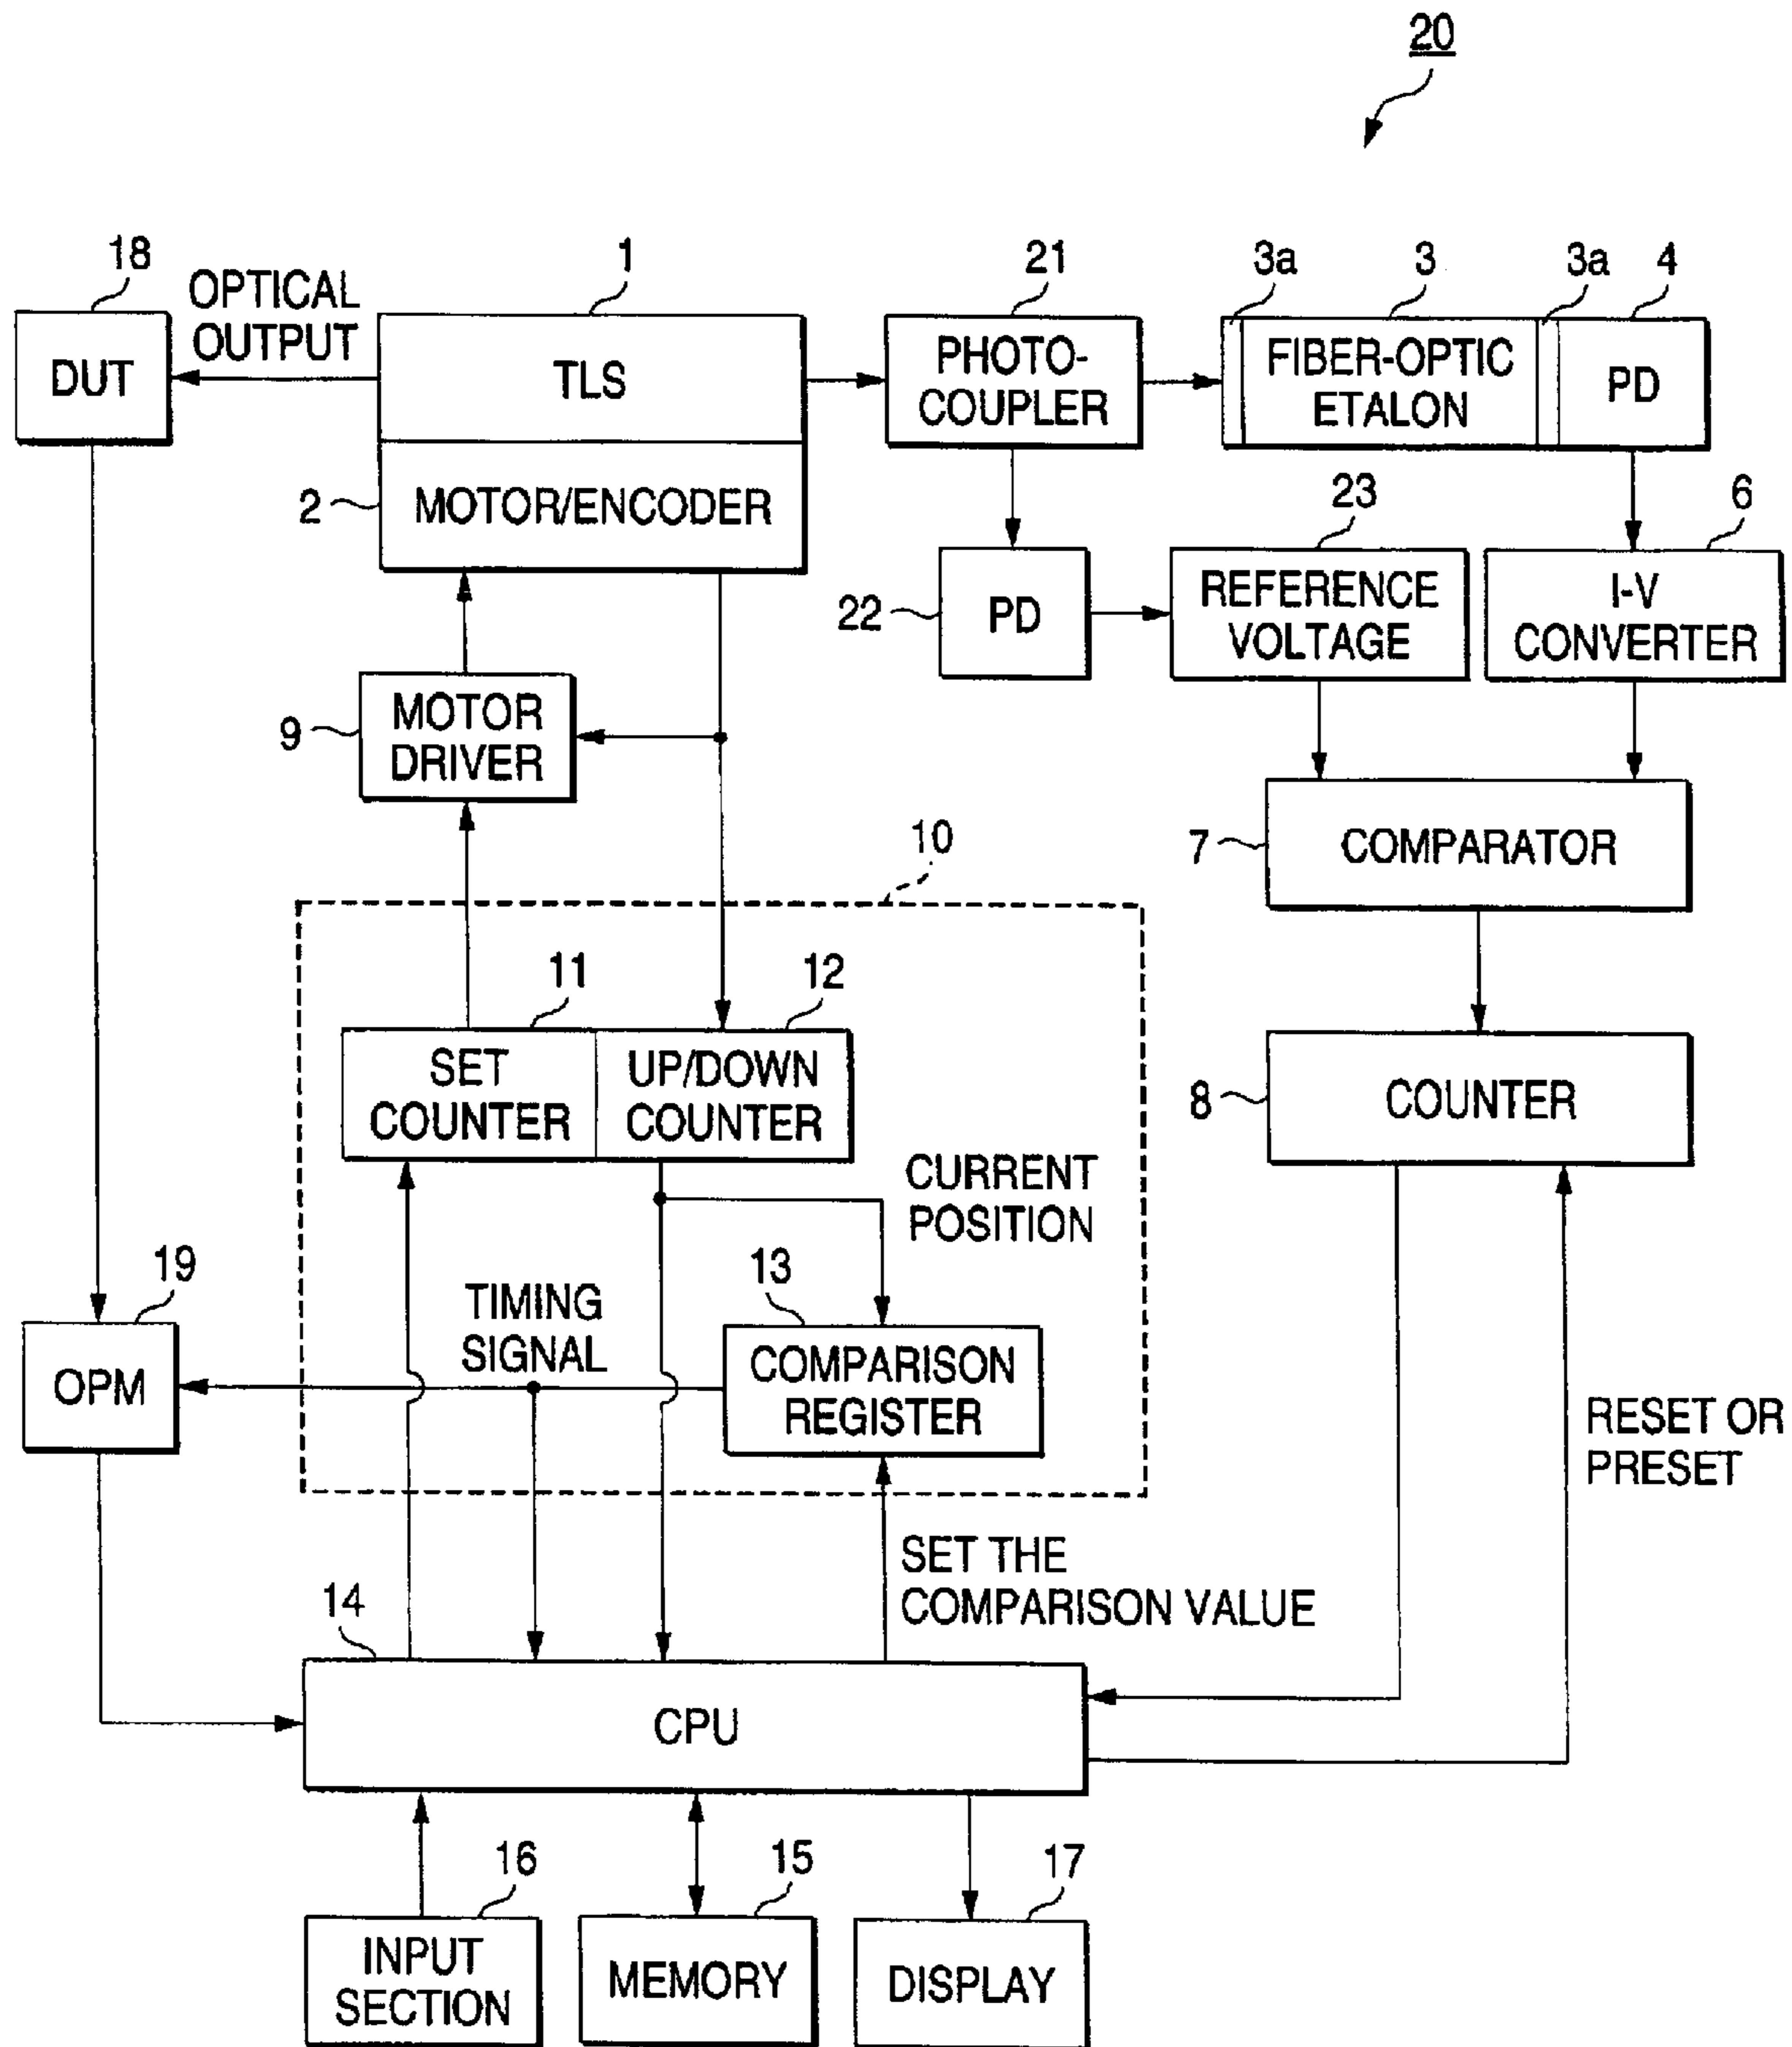 20
18
OPTICAL
OUTPUT
1
21
3a
3
3a
4
DUT
TLS
PHOTO-
COUPLER
FIBER-OPTIC
ETALON
PD
2
MOTOR/ENCODER
23
6
22
PD
REFERENCE
VOLTAGE
I-V
CONVERTER
9
MOTOR
DRIVER
7
COMPARATOR
10
11
12
SET
COUNTER
UP/DOWN
COUNTER
8
COUNTER
CURRENT
POSITION
19
TIMING
SIGNAL
13
OPM
COMPARISON
REGISTER
RESET OR
PRESET
SET THE
COMPARISON VALUE
14
CPU
16
15
17
INPUT
SECTION
MEMORY
DISPLAY